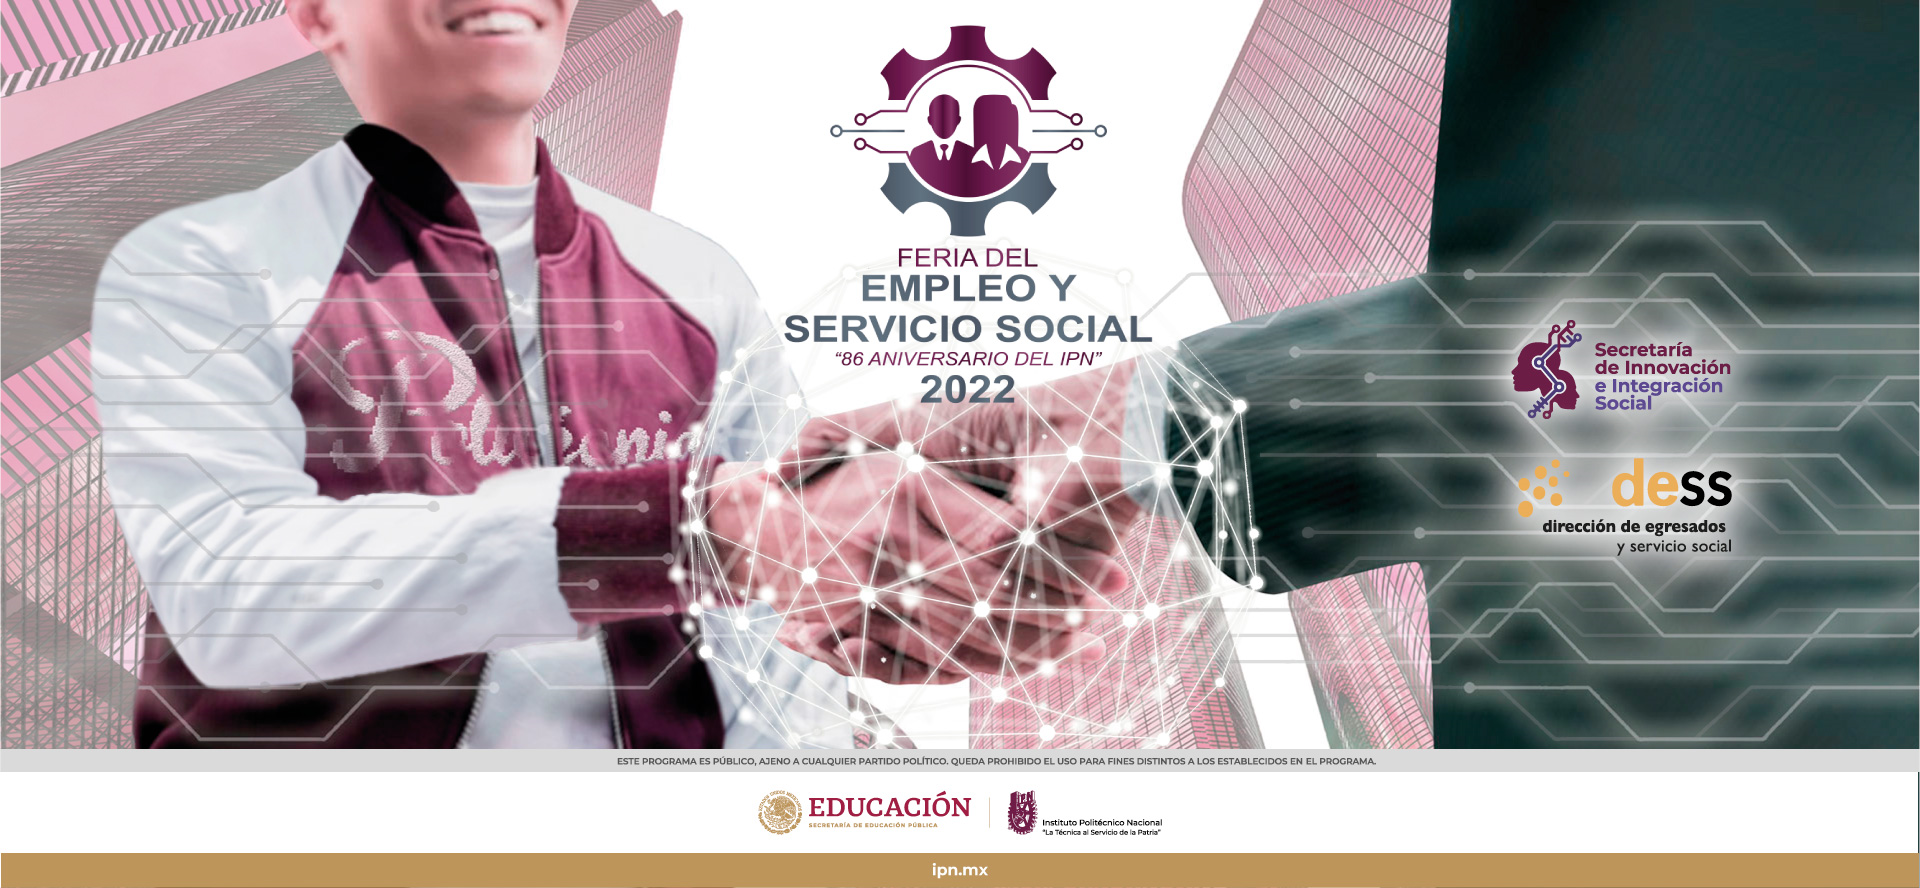 FERIA DEL
EMPLEO Y
SERVICIO SOCIAL
"86 ANIVERSARIO DEL IPN"
2022
Politécnico
Secretaría
de Innovación
e Integración
Social
dess
dirección de egresados
y servicio social
ESTE PROGRAMA ES PÚBLICO, AJENO A CUALQUIER PARTIDO POLÍTICO. QUEDA PROHIBIDO EL USO PARA FINES DISTINTOS A LOS ESTABLECIDOS EN EL PROGRAMA.
EDUCACIÓN
SECRETARÍA DE EDUCACIÓN PÚBLICA
Instituto Politécnico Nacional
"La Técnica al Servicio de la Patria"
ipn.mx